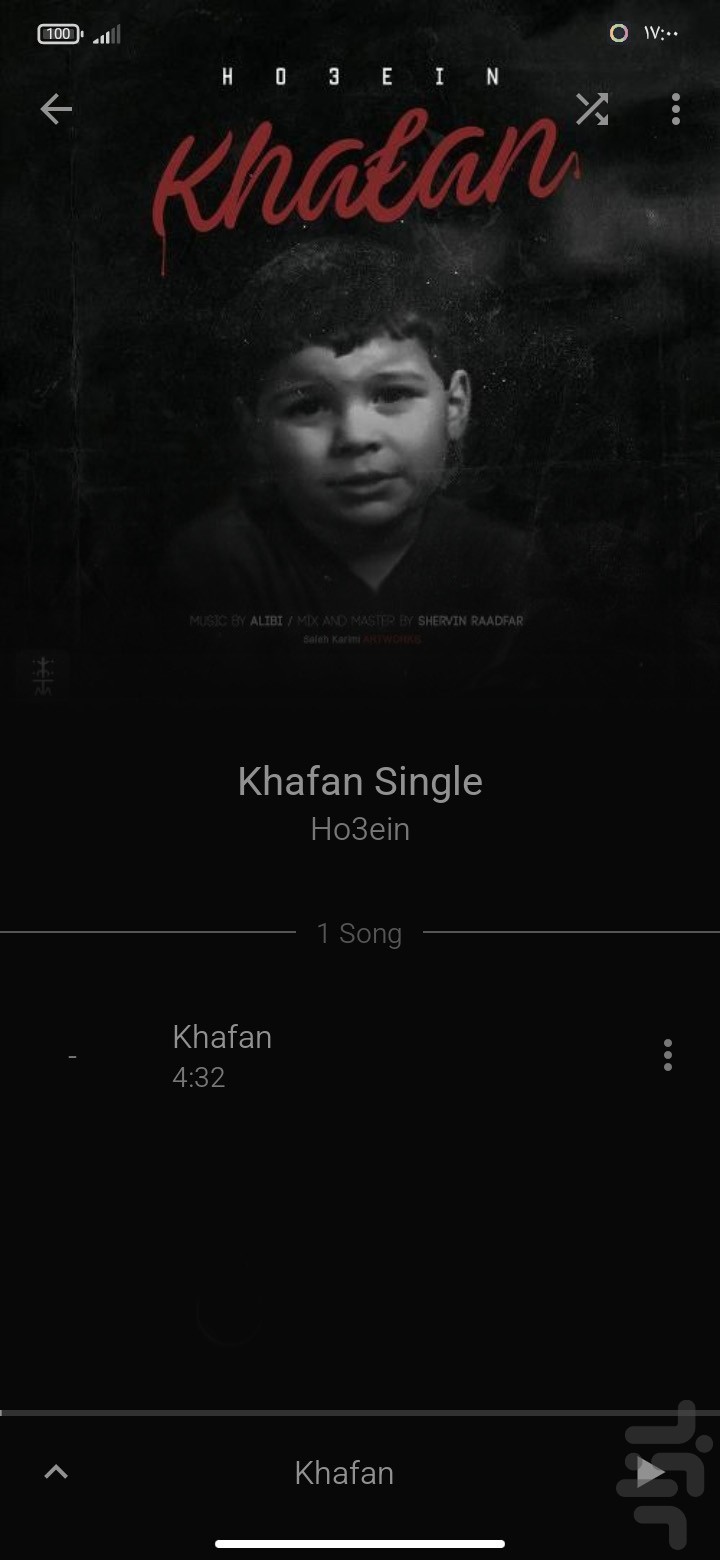 100
۱۷:۰۰
H O 3 E I N
Khafan
MUSIC BY ALIBI / MIX AND MASTER BY SHERVIN RAADFAR
Saleh Karimi ARTWORKS
Khafan Single
Ho3ein
1 Song
-
Khafan
4:32
Khafan